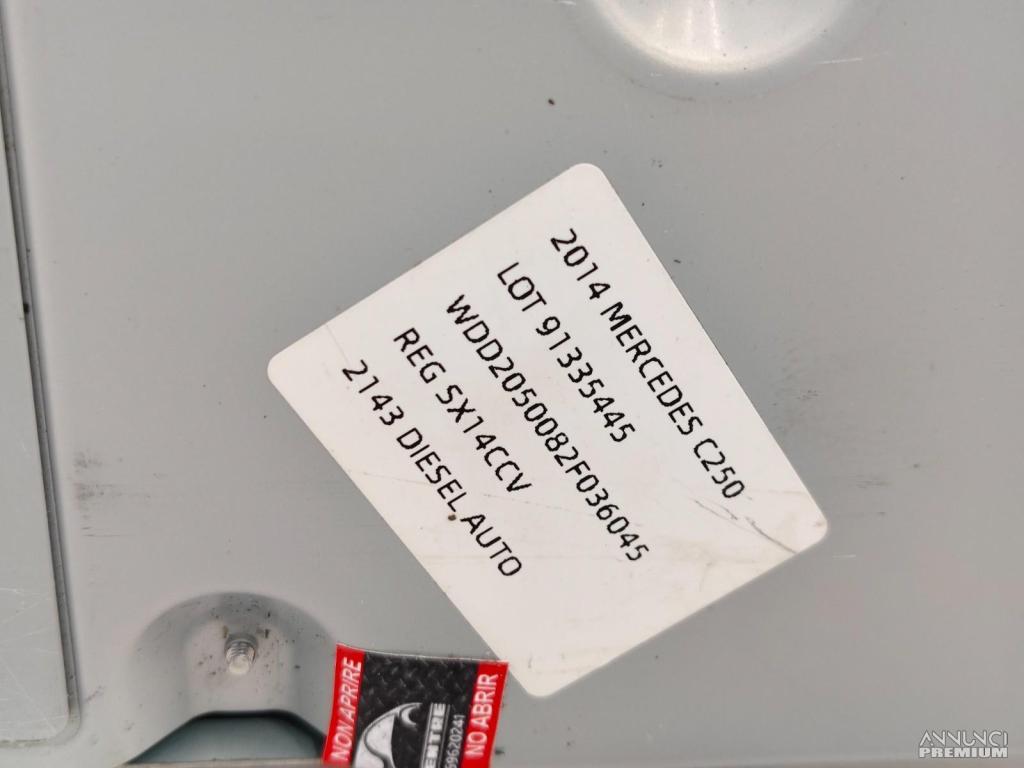 2014 MERCEDES C250
LOT 91335445
WDD2050082F036045
REG SX14CCV
2143 DIESEL AUTO
NON APRIRE
NO ABRIR
ANNUNCI
PREMIUM